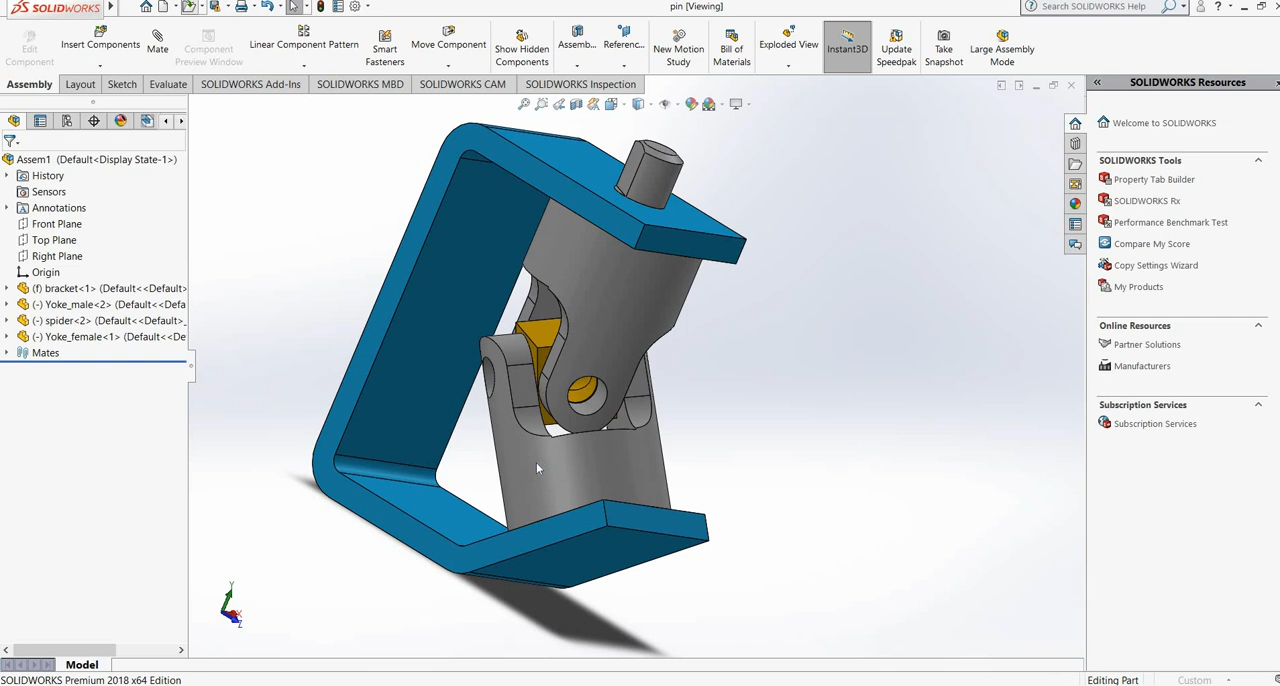 SOLIDWORKS
pin [Viewing]
Search SOLIDWORKS Help
?
Edit Component
Insert Components
Mate
Component Preview Window
Linear Component Pattern
Smart Fasteners
Move Component
Show Hidden Components
Assemb...
Referenc...
New Motion Study
Bill of Materials
Exploded View
Instant3D
Update Speedpak
Take Snapshot
Large Assembly Mode
Assembly
Layout
Sketch
Evaluate
SOLIDWORKS Add-Ins
SOLIDWORKS MBD
SOLIDWORKS CAM
SOLIDWORKS Inspection
SOLIDWORKS Resources
Assem1 (Default<Display State-1>)
History
Sensors
Annotations
Front Plane
Top Plane
Right Plane
Origin
(f) bracket<1> (Default<<Default>
(-) Yoke_male<2> (Default<<Defa
(-) spider<2> (Default<<Default>_
(-) Yoke_female<1> (Default<<De
Mates
Welcome to SOLIDWORKS
SOLIDWORKS Tools
Property Tab Builder
SOLIDWORKS Rx
Performance Benchmark Test
Compare My Score
Copy Settings Wizard
My Products
Online Resources
Partner Solutions
Manufacturers
Subscription Services
Subscription Services
Y
X
Z
Model
SOLIDWORKS Premium 2018 x64 Edition
Editing Part
Custom